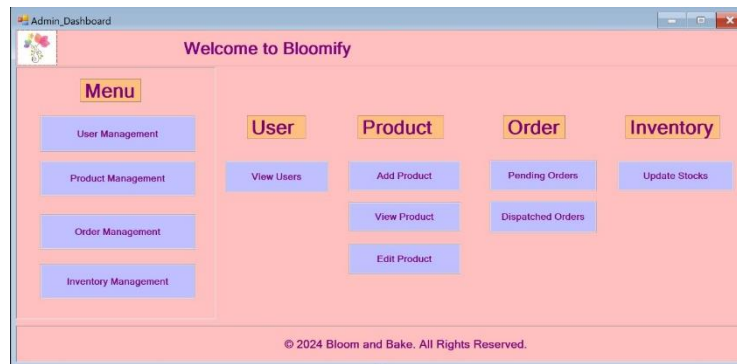 Admin_Dashboard
Welcome to Bloomify
Menu
User Management
Product Management
Order Management
Inventory Management
User
View Users
Product
Add Product
View Product
Edit Product
Order
Pending Orders
Dispatched Orders
Inventory
Update Stocks
© 2024 Bloom and Bake. All Rights Reserved.